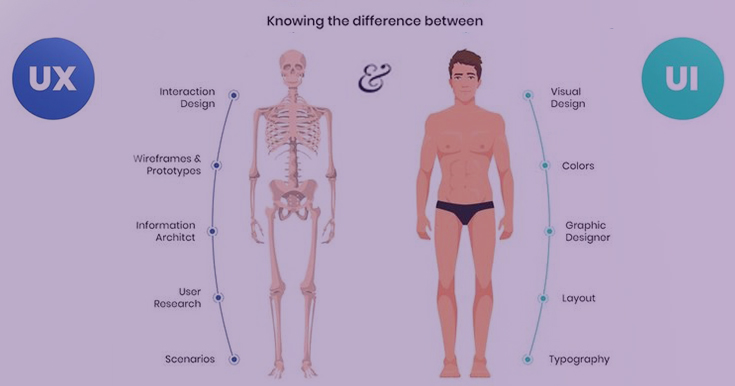 Knowing the difference between
UX
&
UI
Interaction
Design
Wireframes &
Prototypes
Information
Architct
User
Research
Scenarios
Visual
Design
Colors
Graphic
Designer
Layout
Typography